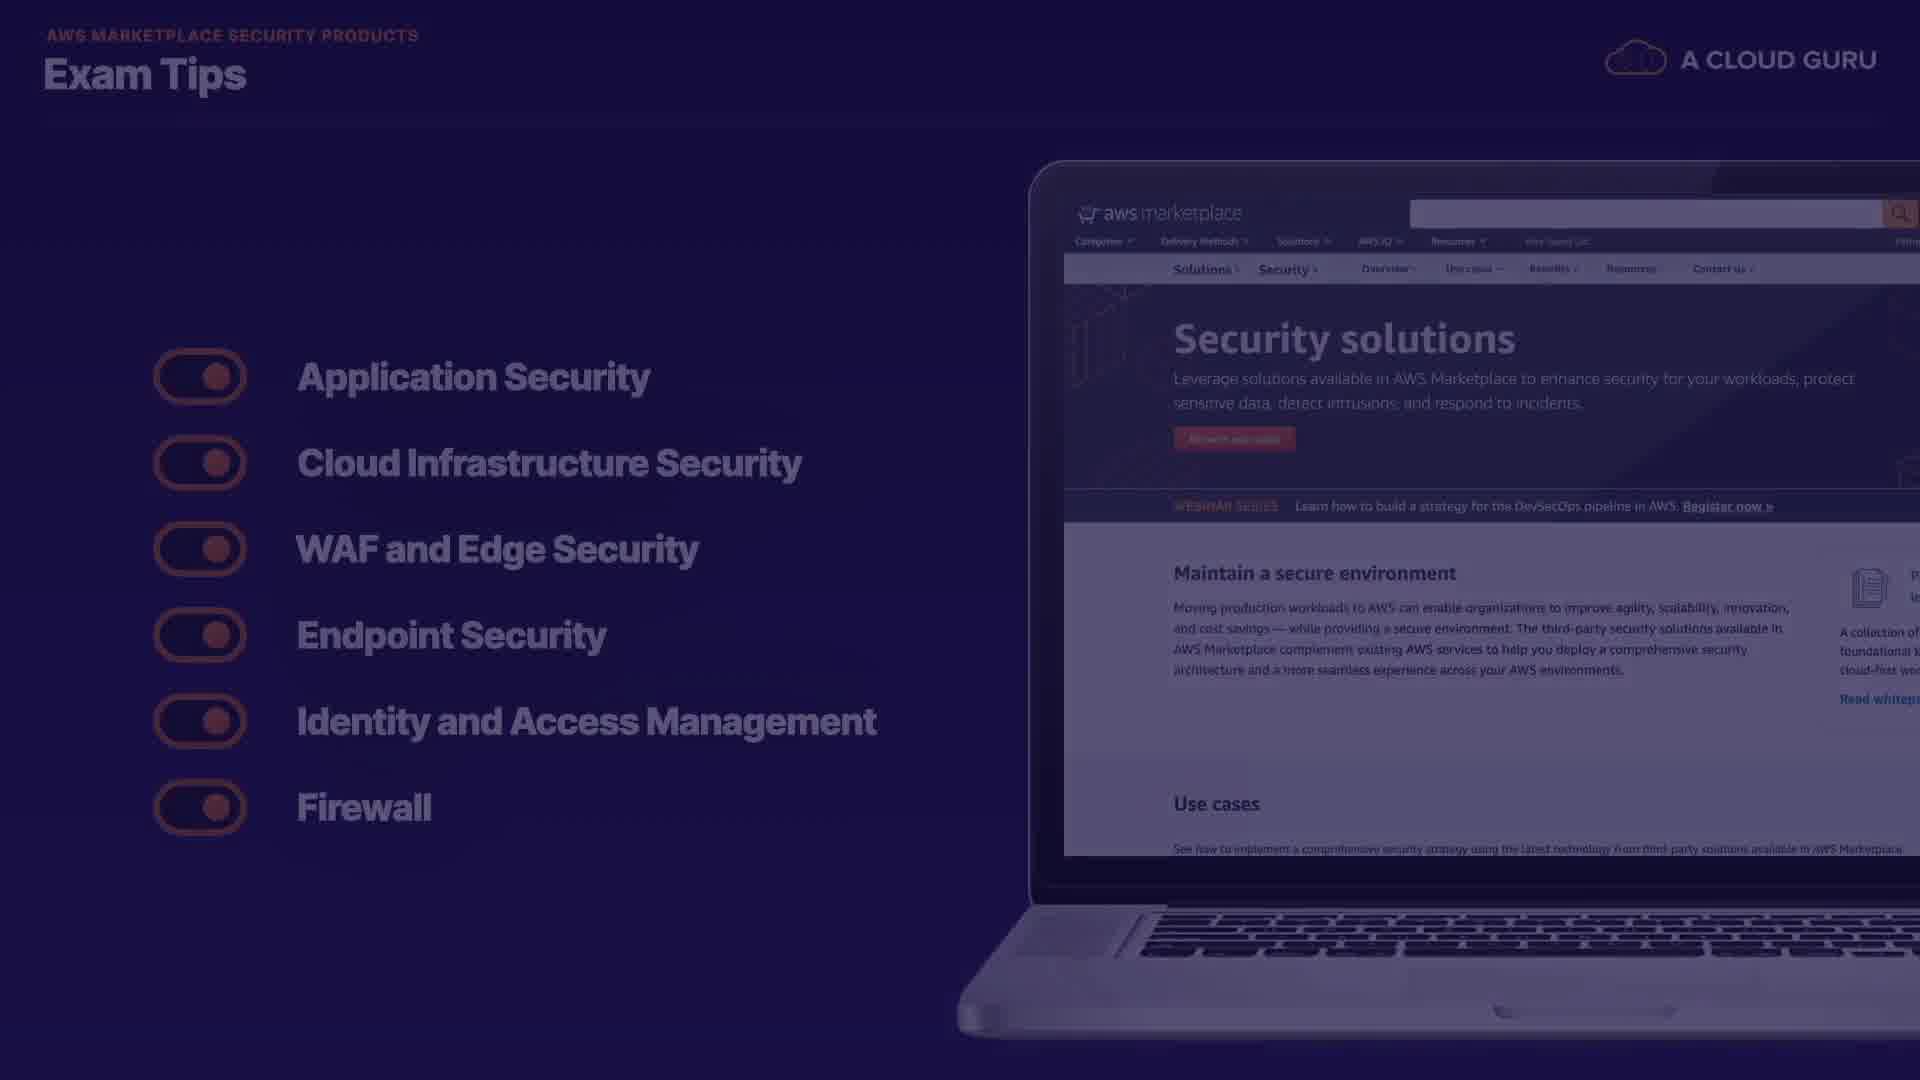 AWS MARKETPLACE SECURITY PRODUCTS
Exam Tips
A CLOUD GURU
Application Security
Cloud Infrastructure Security
WAF and Edge Security
Endpoint Security
Identity and Access Management
Firewall
aws marketplace
Categories Delivery Methods Solutions AWS IQ Resources Your Saved List
Solutions Security Overview Use cases Benefits Resources Contact us
Security solutions
Leverage solutions available in AWS Marketplace to enhance security for your workloads, protect
sensitive data, detect intrusions, and respond to incidents.
WEBINAR SERIES Learn how to build a strategy for the DevSecOps pipeline in AWS. Register now »
Maintain a secure environment
Moving production workloads to AWS can enable organizations to improve agility, scalability, innovation,
and cost savings — while providing a secure environment. The third-party security solutions available in
AWS Marketplace complement existing AWS services to help you deploy a comprehensive security
architecture and a more seamless experience across your AWS environments.
A collection of
foundational
cloud-first
Read
Use cases
See how to implement a comprehensive security strategy using the latest technology from third-party solutions available in AWS Marketplace